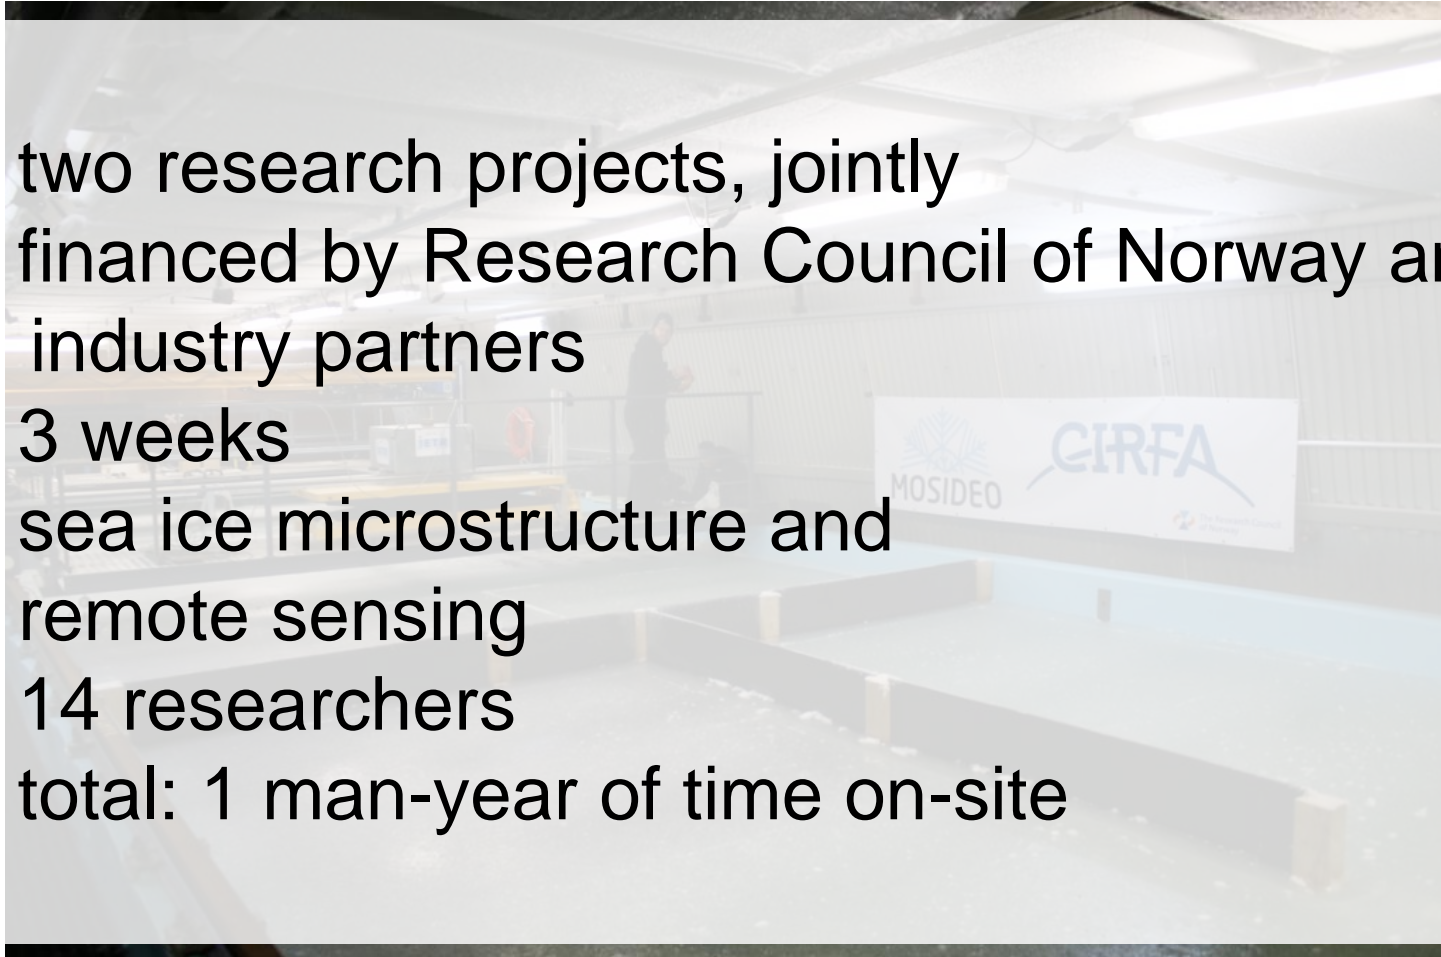 two research projects, jointly
financed by Research Council of Norway
industry partners
3 weeks
sea ice microstructure and
remote sensing
14 researchers
total: 1 man-year of time on-site
MOSIDEO
CIRFA